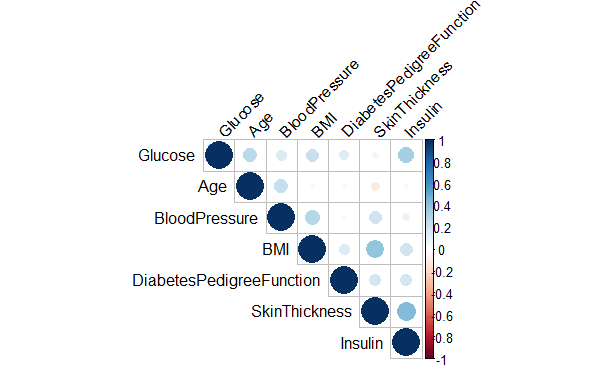 Glucose
Age
BloodPressure
BMI
DiabetesPedigreeFunction
SkinThickness
Insulin
Glucose
Age
BloodPressure
BMI
DiabetesPedigreeFunction
SkinThickness
Insulin
1
0.8
0.6
0.4
0.2
0
-0.2
-0.4
-0.6
-0.8
-1